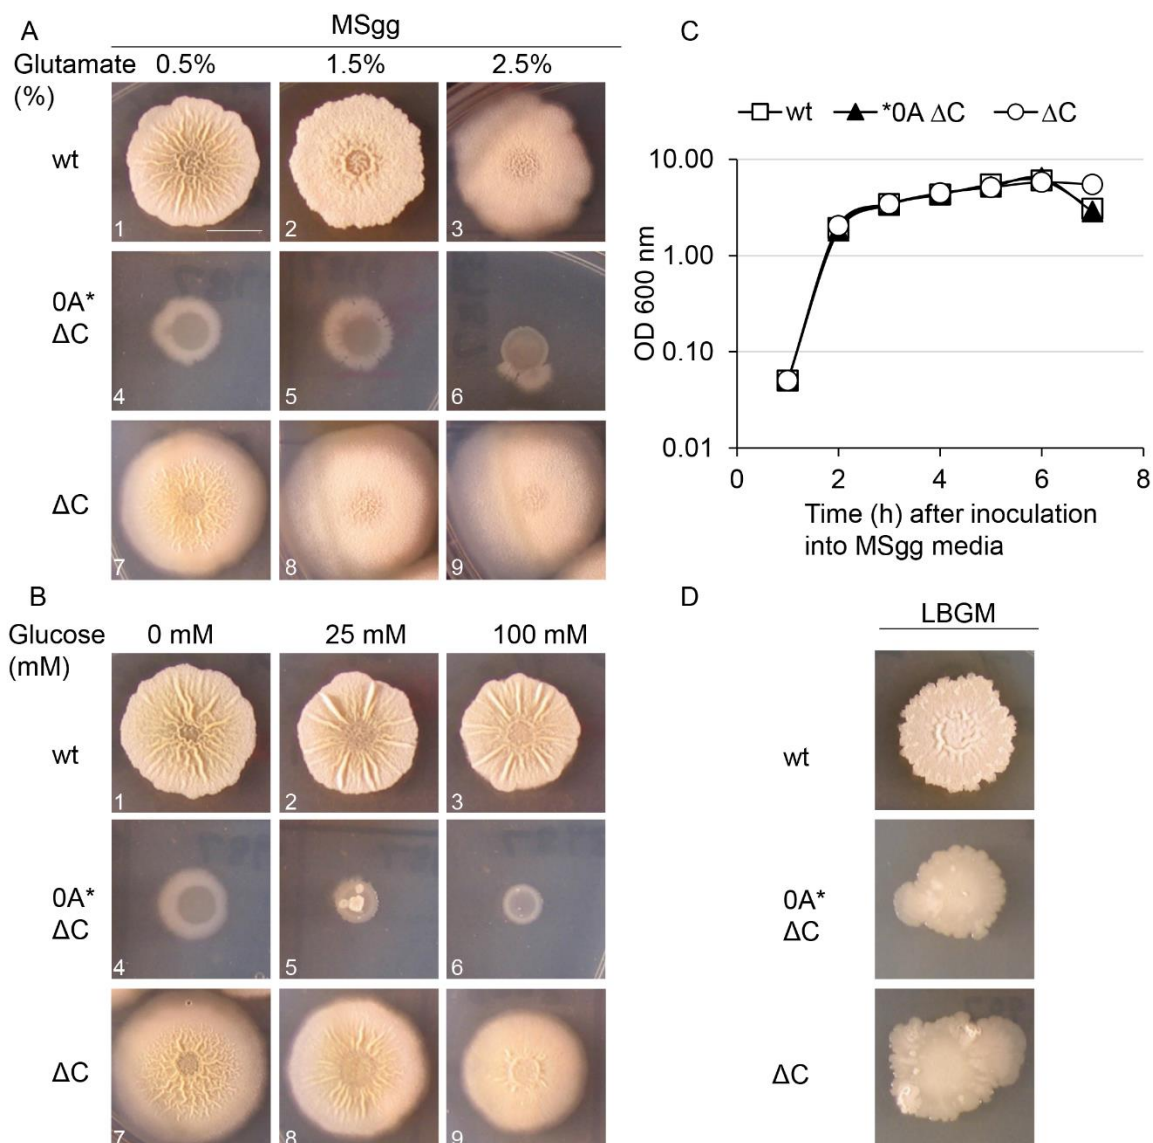 A
MSgg
Glutamate 0.5% 1.5% 2.5%
(%)
wt
1 2 3
0A*
ΔC
4 5 6
ΔC
7 8 9
B
Glucose 0 mM 25 mM 100 mM
(mM)
wt
1 2 3
0A*
ΔC
4 5 6
ΔC
7 8 9
C
wt *0A ΔC ΔC
10.00
1.00
0.10
0.01
OD 600 nm
0 2 4 6 8
Time (h) after inoculation
into MSgg media
D
LBGM
wt
0A*
ΔC
ΔC